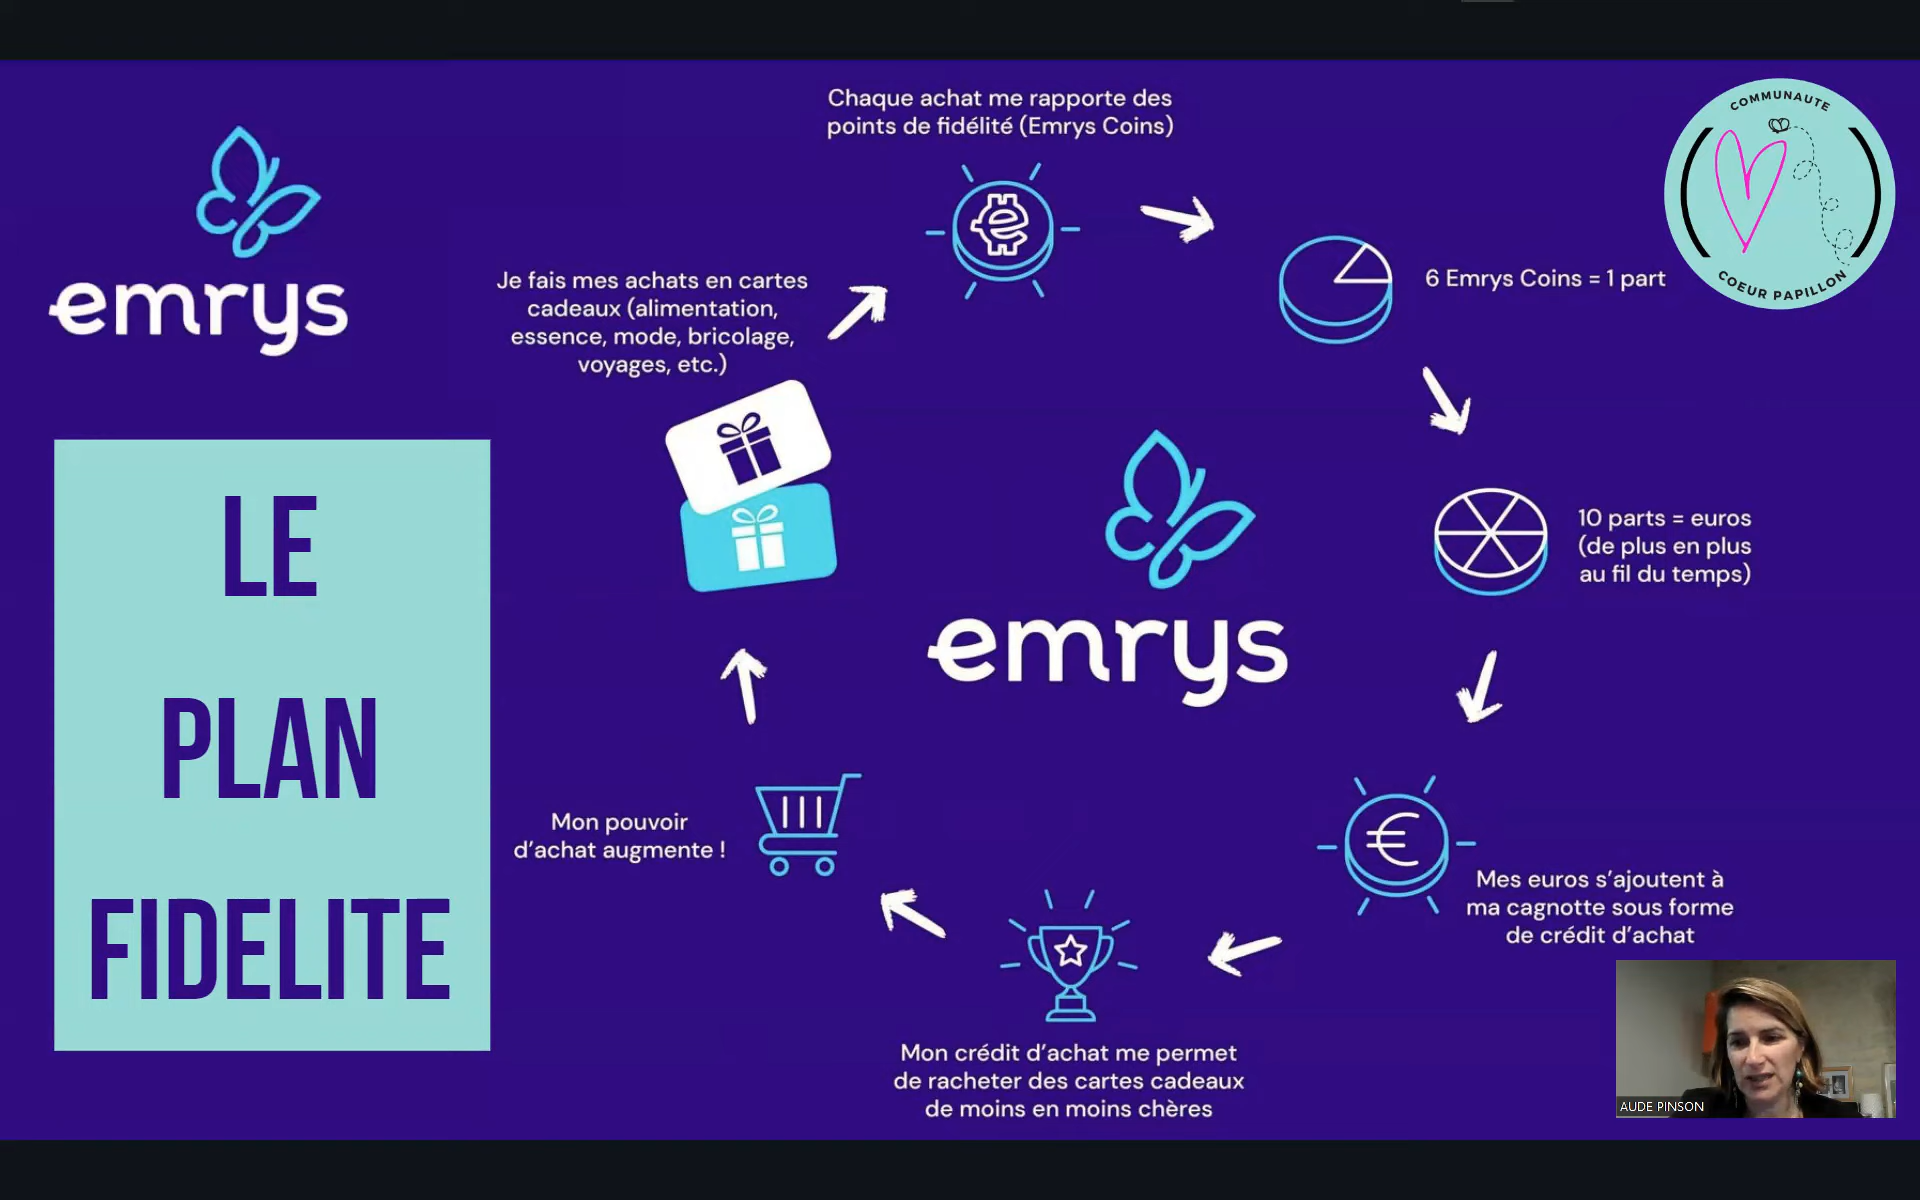 emrys
LE
PLAN
FIDELITE
Chaque achat me rapporte des
points de fidélité (Emrys Coins)
6 Emrys Coins = 1 part
10 parts = euros
(de plus en plus
au fil du temps)
Mes euros s'ajoutent à
ma cagnotte sous forme
de crédit d'achat
Mon crédit d'achat me permet
de racheter des cartes cadeaux
de moins en moins chères
Mon pouvoir
d'achat augmente !
Je fais mes achats en cartes
cadeaux (alimentation,
essence, mode, bricolage,
voyages, etc.)
emrys
COMMUNAUTE
COEUR PAPILLON
AUDE PINSON